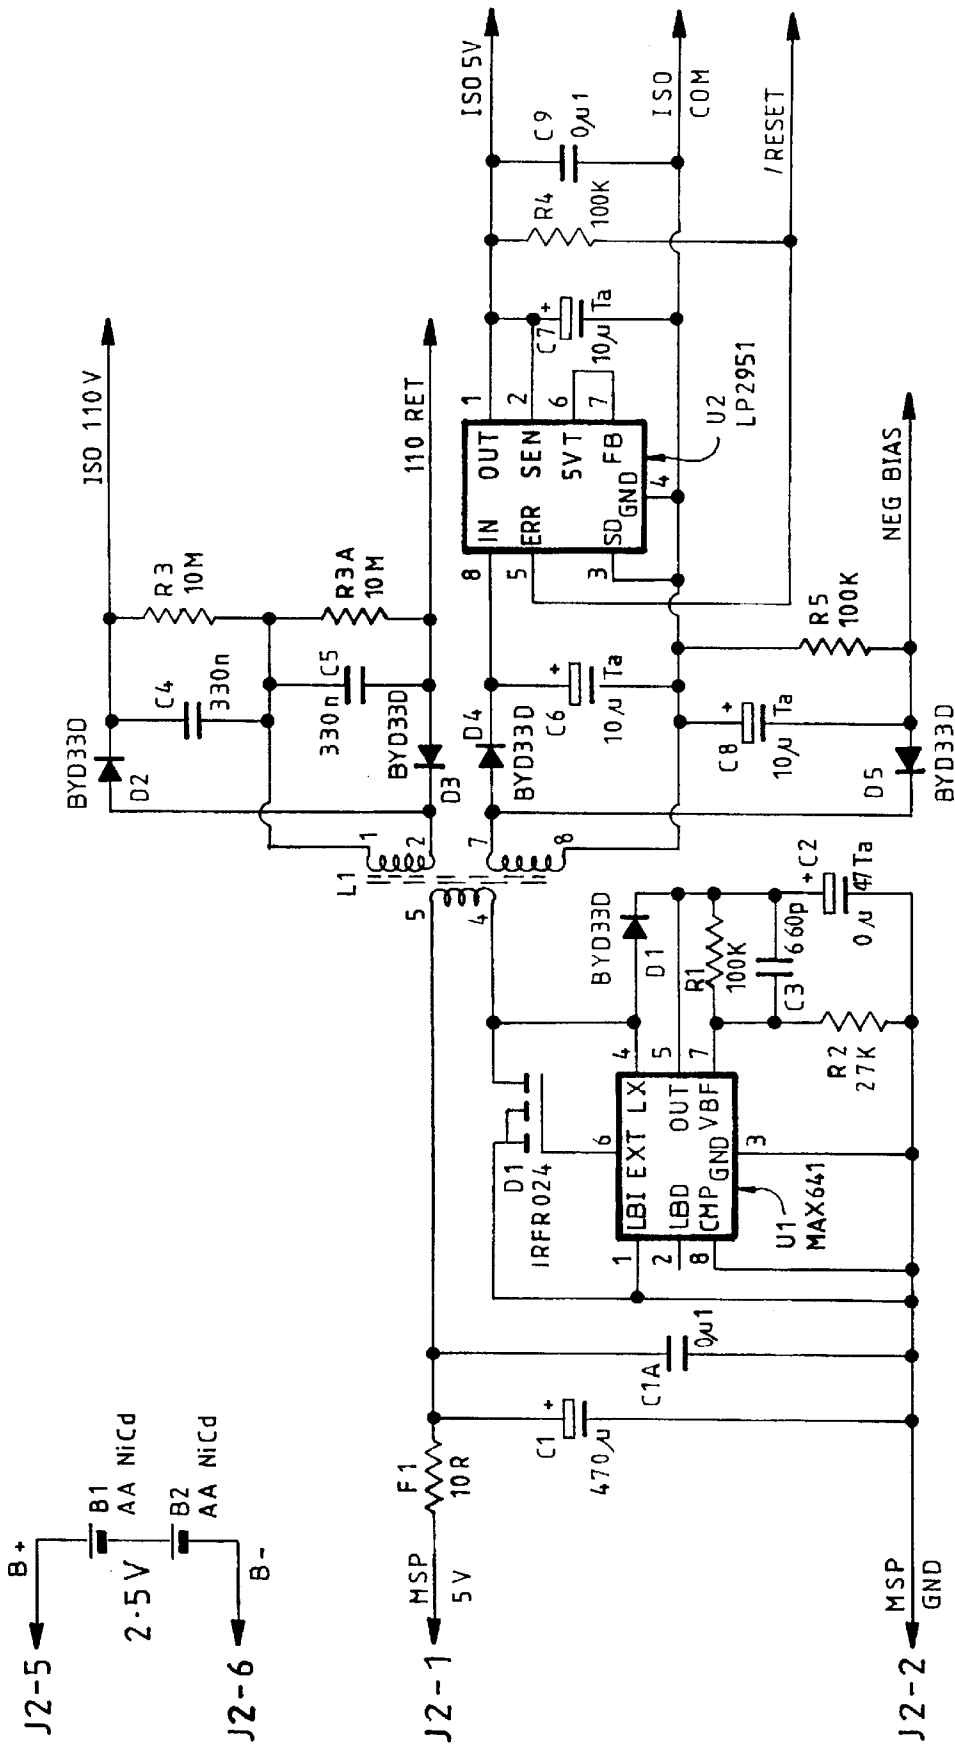 J2-5
B+
B1
AA NiCd
2·5V
B2
AA NiCd
B-
J2-6
J2-1
MSP
5V
F1
10R
C1
470µ
C1A
0µ1
J2-2
MSP
GND
D1
IRFR024
1
LBI
EXT
6
LX
4
2
LBD
OUT
5
8
CMP
VBF
7
GND
3
U1
MAX641
BYD33D
D1
R1
100K
C3
660p
R2
27K
C2
0µ 47Ta
L1
5
4
1
2
7
8
BYD33D
D2
C4
330n
R3
10M
ISO 110V
BYD33D
D3
330n
C5
R3A
10M
110 RET
D4
BYD33D
C6
10µ Ta
8
IN
OUT
1
5
ERR
SEN
2
5VT
6
3
SD
FB
7
GND
4
U2
LP2951
C7
10µ Ta
R4
100K
C9
0µ1
ISO 5V
ISO
COM
/RESET
C8
10µ Ta
R5
100K
D5
BYD33D
NEG BIAS
+
+
+
+
+